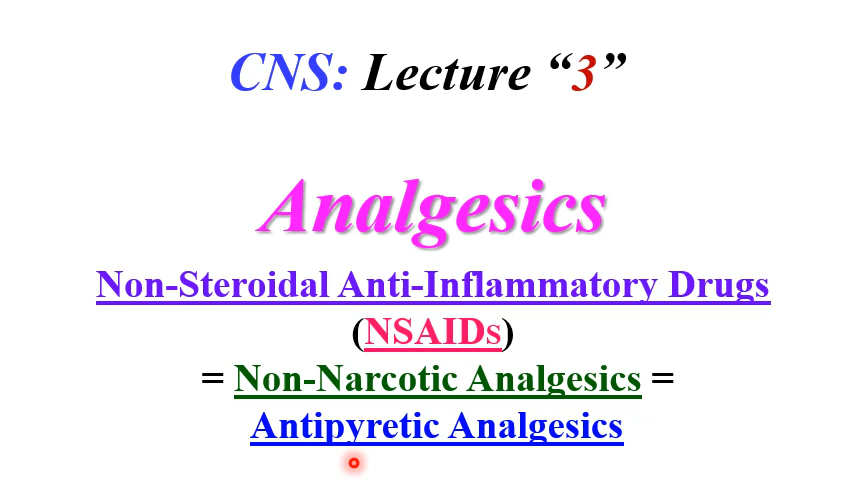 CNS: Lecture “3”
Analgesics
Non-Steroidal Anti-Inflammatory Drugs
(NSAIDs)
= Non-Narcotic Analgesics =
Antipyretic Analgesics